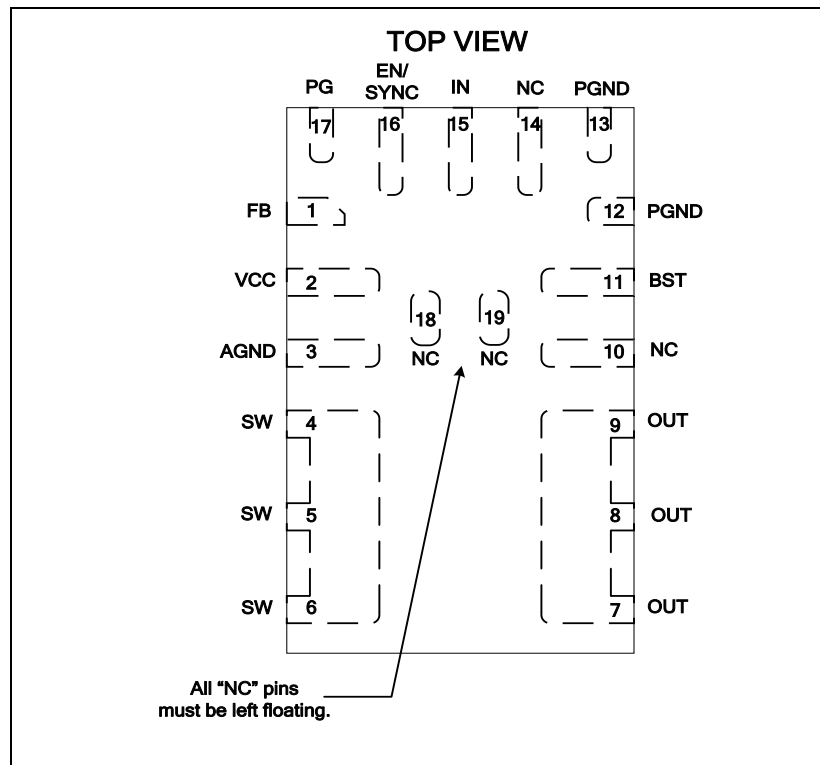 TOP VIEW
PG EN/ SYNC IN NC PGND
17 16 15 14 13
FB 1 12 PGND
VCC 2 11 BST
18 19
AGND 3 NC NC 10 NC
SW 4 9 OUT
SW 5 8 OUT
SW 6 7 OUT
All “NC” pins
must be left floating.